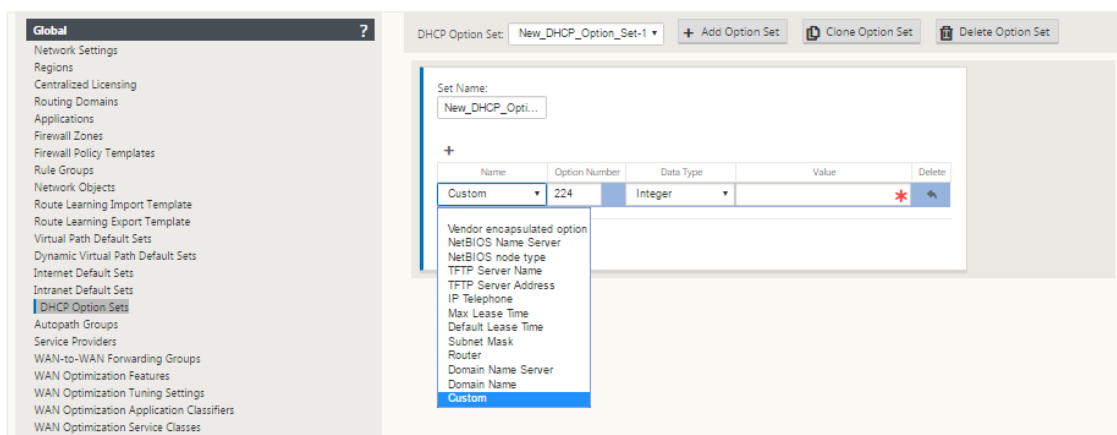 Global ?
Network Settings
Regions
Centralized Licensing
Routing Domains
Applications
Firewall Zones
Firewall Policy Templates
Rule Groups
Network Objects
Route Learning Import Template
Route Learning Export Template
Virtual Path Default Sets
Dynamic Virtual Path Default Sets
Internet Default Sets
Intranet Default Sets
DHCP Option Sets
Autopath Groups
Service Providers
WAN-to-WAN Forwarding Groups
WAN Optimization Features
WAN Optimization Tuning Settings
WAN Optimization Application Classifiers
WAN Optimization Service Classes
DHCP Option Set: New_DHCP_Option_Set-1 + Add Option Set Clone Option Set Delete Option Set
Set Name:
New_DHCP_Opti...
+
Name Option Number Data Type Value Delete
Custom 224 Integer *
Vendor encapsulated option
NetBIOS Name Server
NetBIOS node type
TFTP Server Name
TFTP Server Address
IP Telephone
Max Lease Time
Default Lease Time
Subnet Mask
Router
Domain Name Server
Domain Name
Custom